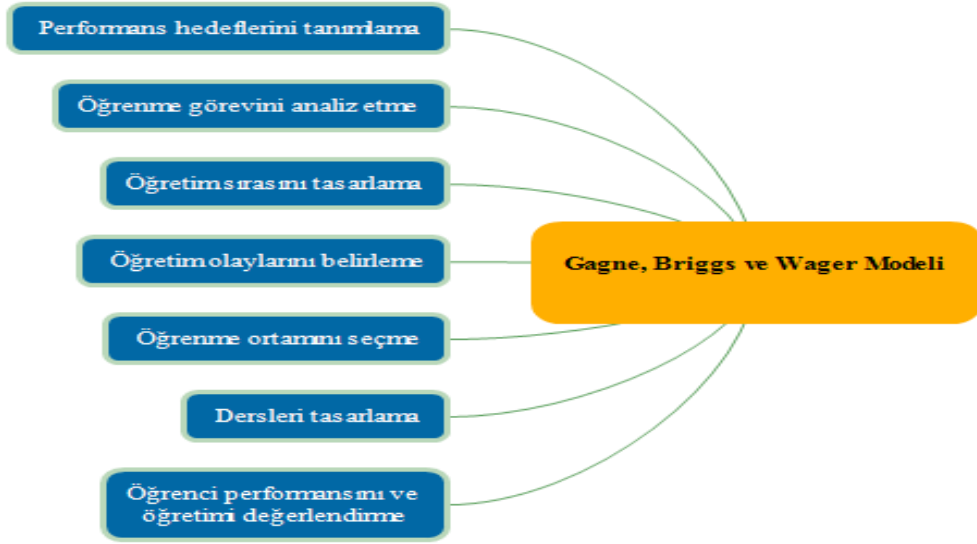 Performans hedeflerini tanımlama
Öğrenme görevini analiz etme
Öğretim sırasını tasarlama
Öğretim olaylarını belirleme
Gagne, Briggs ve Wager Modeli
Öğrenme ortamını seçme
Dersleri tasarlama
Öğrenci performansını ve
öğretimi değerlendirme